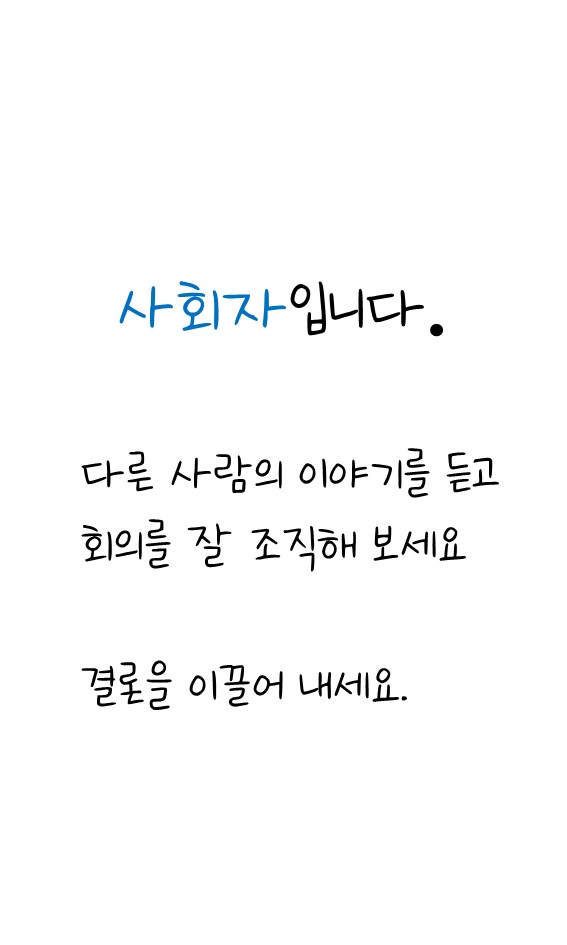 사회자입니다.
다른 사람의 이야기를 듣고
회의를 잘 조직해 보세요
결론을 이끌어 내세요.